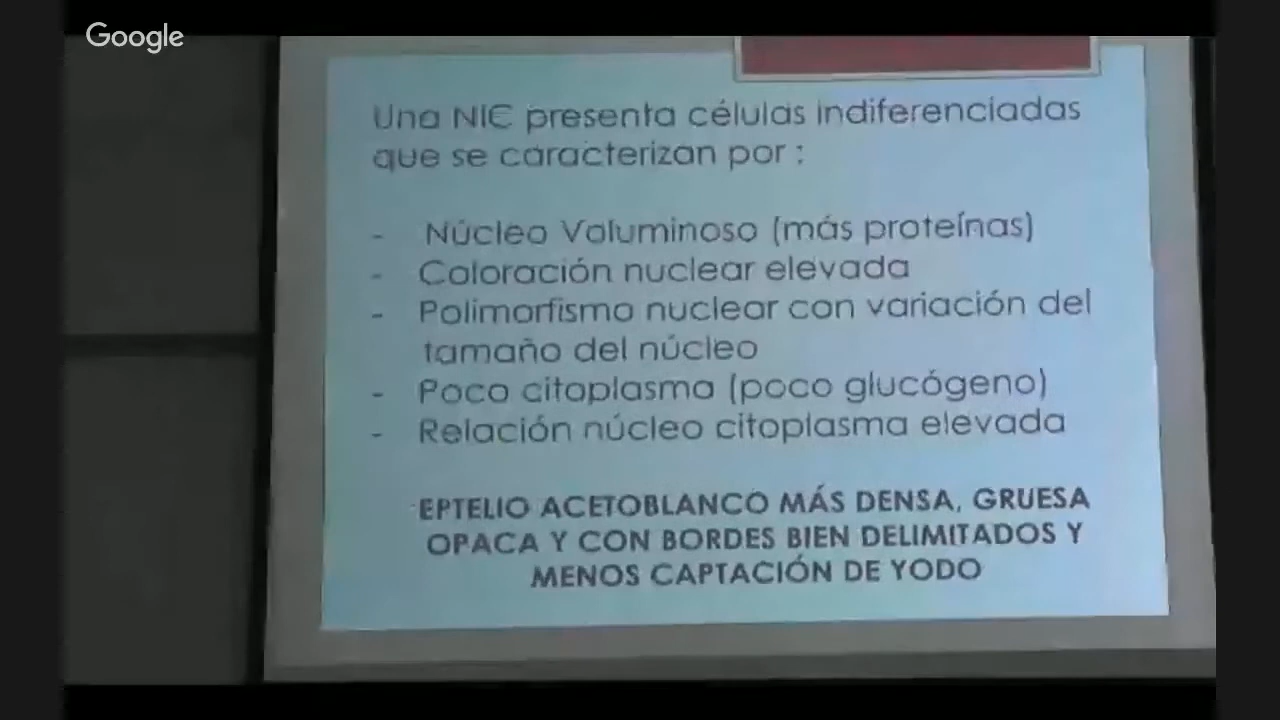 Google
Una NIC presenta células indiferenciadas
que se caracterizan por :
- Núcleo Voluminoso (más proteínas)
- Coloración nuclear elevada
- Polimorfismo nuclear con variación del
tamaño del núcleo
- Poco citoplasma (poco glucógeno)
- Relación núcleo citoplasma elevada
EPTELIO ACETOBLANCO MÁS DENSA, GRUESA
OPACA Y CON BORDES BIEN DELIMITADOS Y
MENOS CAPTACIÓN DE YODO